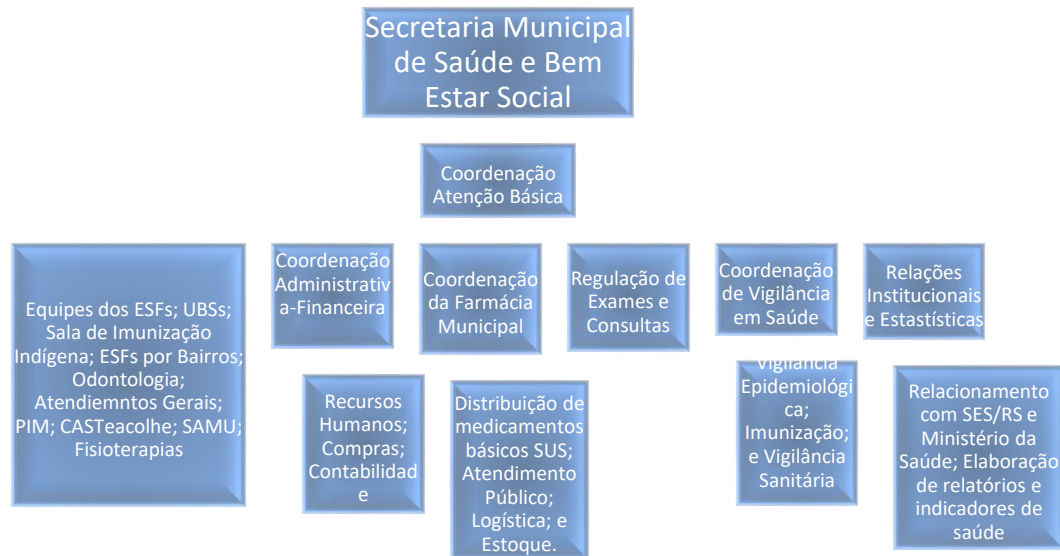 Secretaria Municipal
de Saúde e Bem
Estar Social
Coordenação
Atenção Básica
Equipes dos ESFs; UBSs;
Sala de Imunização
Indígena; ESFs por Bairros;
Odontologia;
Atendiemntos Gerais;
PIM; CASTeacolhe; SAMU;
Fisioterapias
Coordenação
Administrativ
a-Financeira
Coordenação
da Farmácia
Municipal
Regulação de
Exames e
Consultas
Coordenação
de Vigilância
em Saúde
Relações
Institucionais
e Estastísticas
Recursos
Humanos;
Compras;
Contabilidad
e
Distribuição de
medicamentos
básicos SUS;
Atendimento
Público;
Logística; e
Estoque.
Vigilância
Epidemiológi
ca;
Imunização;
e Vigilância
Sanitária
Relacionamento
com SES/RS e
Ministério da
Saúde; Elaboração
de relatórios e
indicadores de
saúde